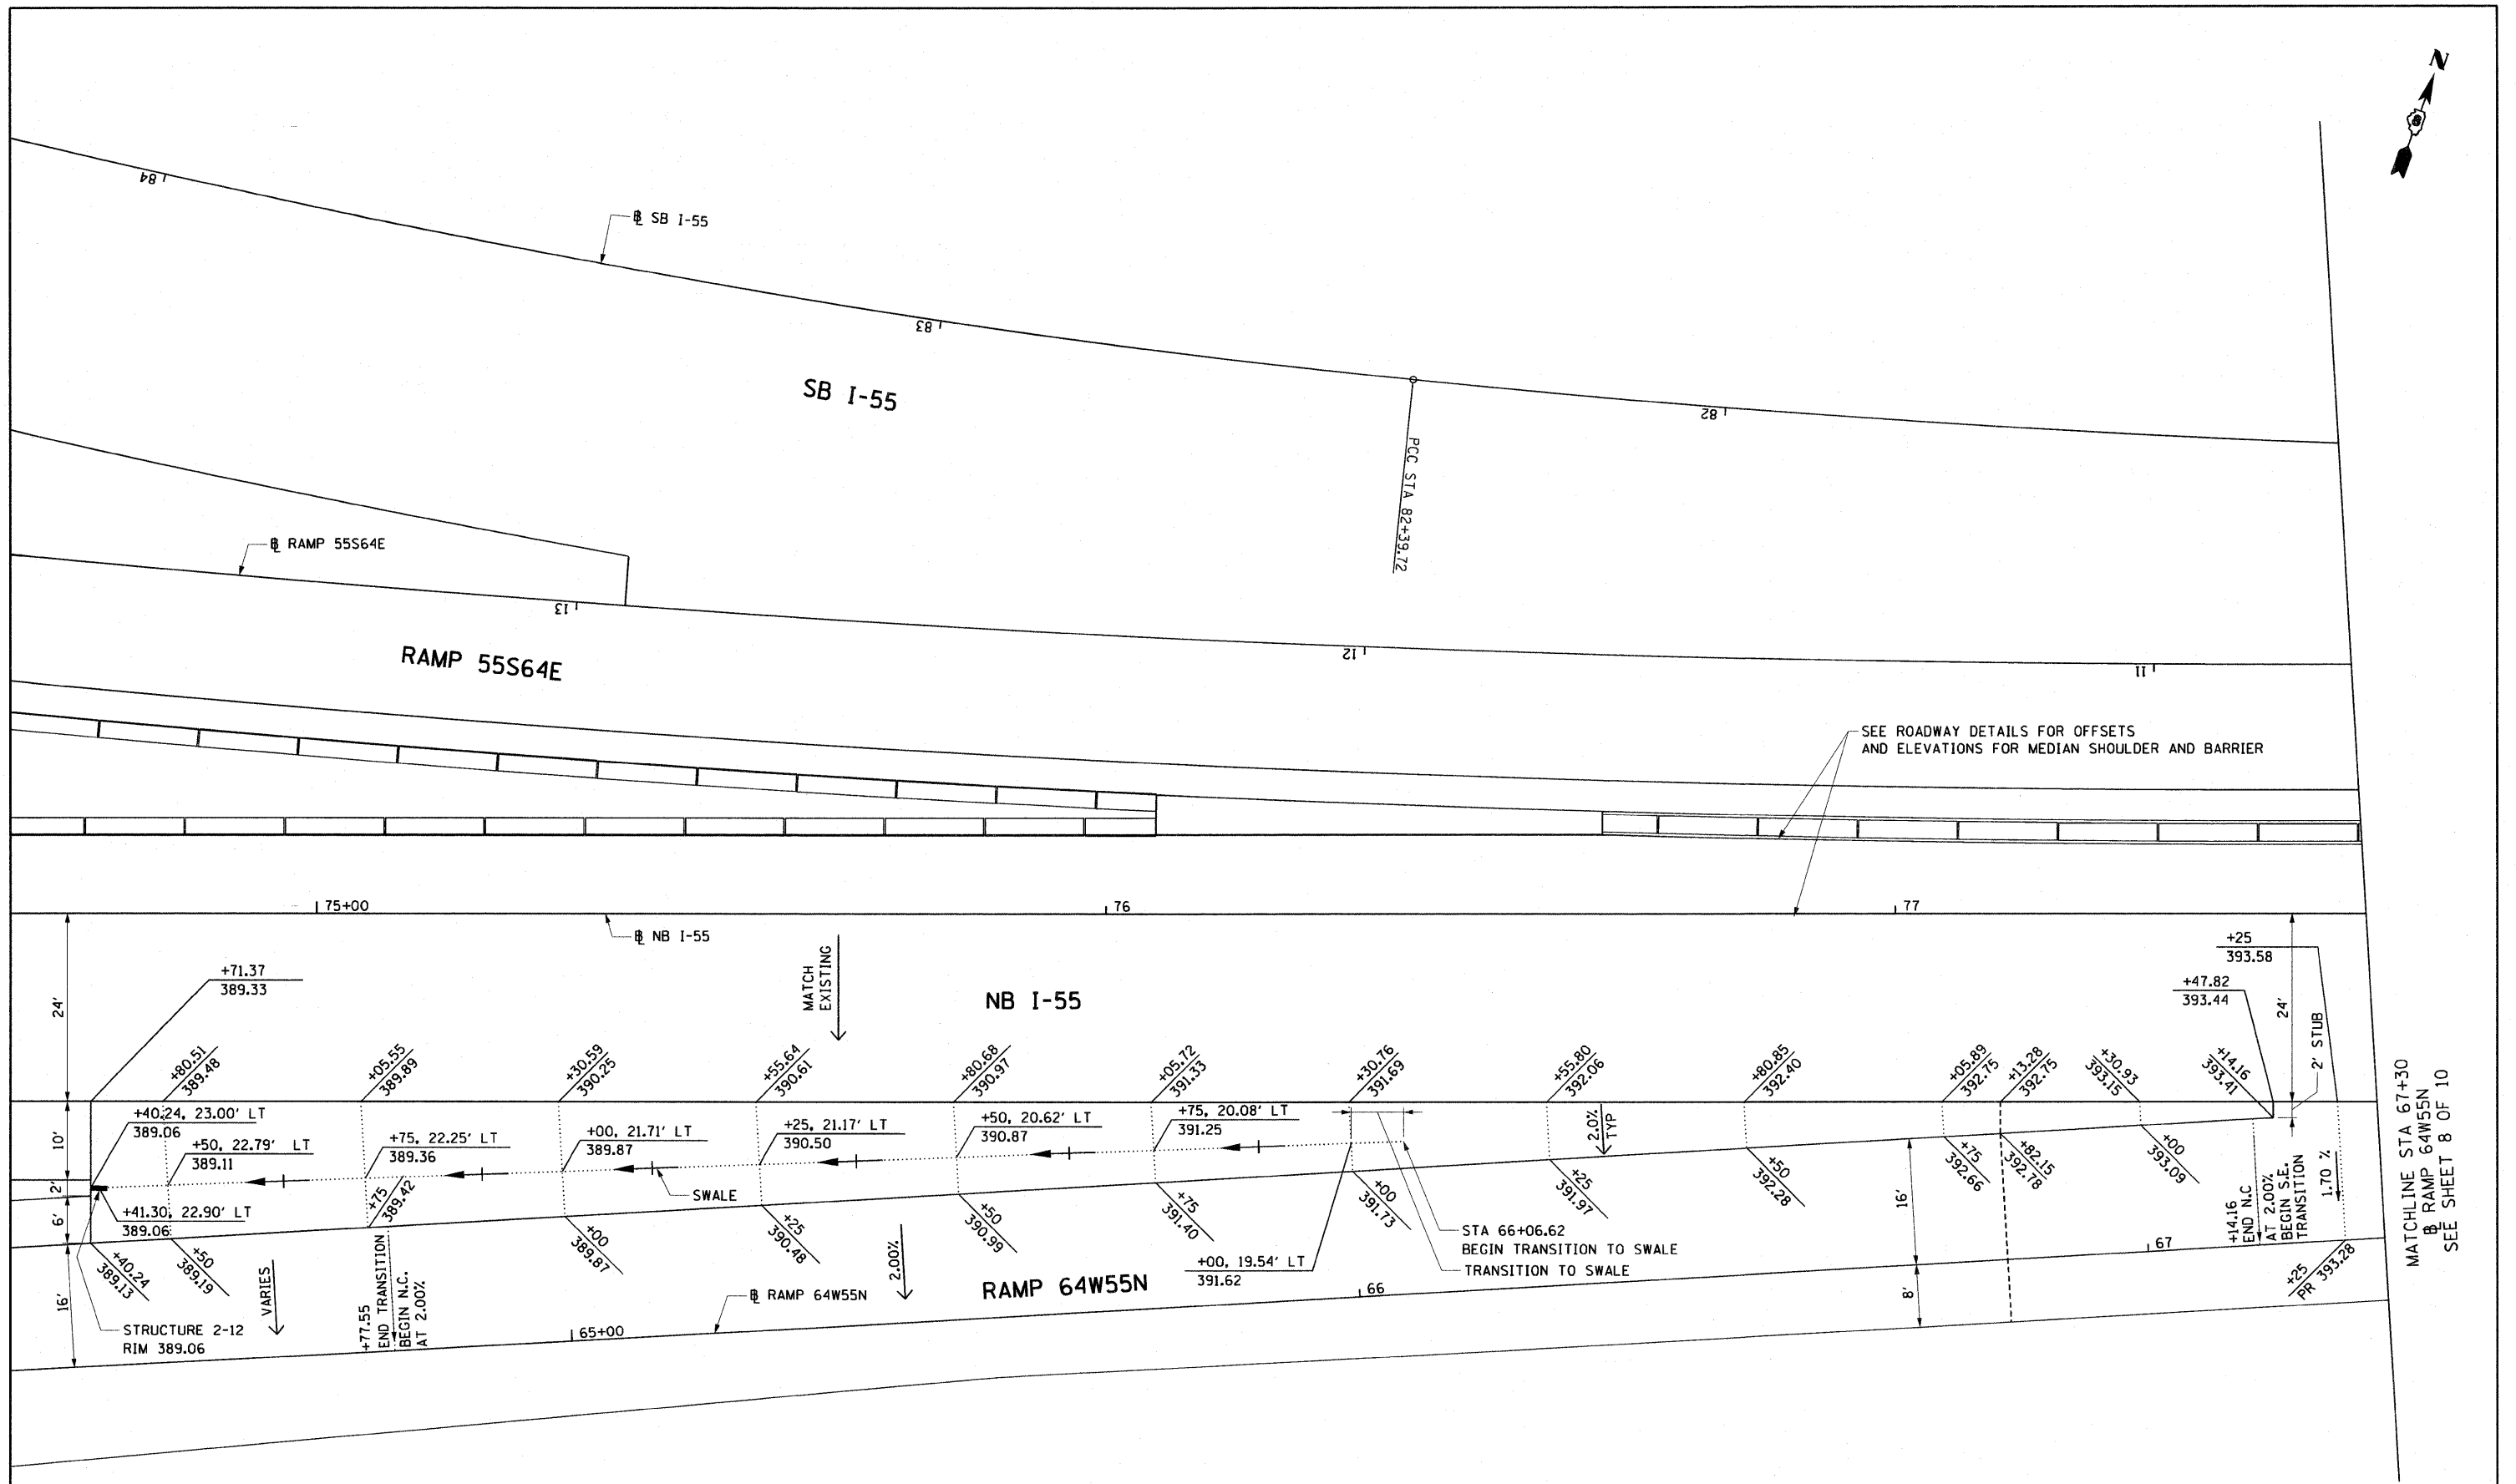 N
84
℄ SB I-55
83
SB I-55
82
PCC STA 82+39.72
℄ RAMP 55S64E
13
12
11
RAMP 55S64E
SEE ROADWAY DETAILS FOR OFFSETS
AND ELEVATIONS FOR MEDIAN SHOULDER AND BARRIER
75+00
76
77
℄ NB I-55
MATCH
EXISTING
NB I-55
24'
+71.37
389.33
+25
393.58
+47.82
393.44
24'
2' STUB
+80.51
389.48
+05.55
389.89
+30.59
390.25
+55.64
390.61
+80.68
390.97
+05.72
391.33
+30.76
391.69
+55.80
392.06
+80.85
392.40
+05.89
392.75
+13.28
392.75
+30.93
393.15
+14.16
393.41
10'
2'
6'
16'
+40.24, 23.00' LT
389.06
+50, 22.79' LT
389.11
+75, 22.25' LT
389.36
+00, 21.71' LT
389.87
+25, 21.17' LT
390.50
+50, 20.62' LT
390.87
+75, 20.08' LT
391.25
2.0%
TYP
SWALE
+41.30, 22.90' LT
389.06
+40.24
389.13
+50
389.19
+75
389.42
+00
389.87
+25
390.48
+50
390.99
+75
391.40
+00
391.73
+25
391.97
+50
392.28
+75
392.66
+82.15
392.78
+00
393.09
1.70 %
+14.16
END N.C
AT 2.00%
BEGIN S.E.
TRANSITION
+25
PR 393.28
16'
8'
67
STA 66+06.62
BEGIN TRANSITION TO SWALE
TRANSITION TO SWALE
+00, 19.54' LT
391.62
2.00%
RAMP 64W55N
66
℄ RAMP 64W55N
65+00
+77.55
END TRANSITION
BEGIN N.C.
AT 2.00%
VARIES
STRUCTURE 2-12
RIM 389.06
MATCHLINE STA 67+30
℄ RAMP 64W55N
SEE SHEET 8 OF 10